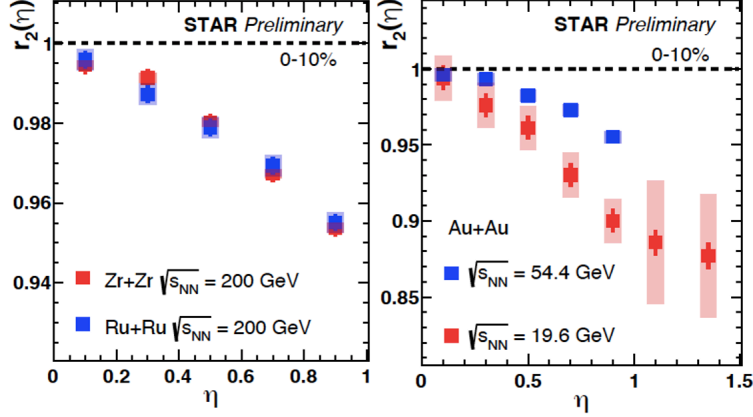 r₂(η)
STAR Preliminary
1
0-10%
0.98
0.96
0.94
Zr+Zr √sNN = 200 GeV
Ru+Ru √sNN = 200 GeV
0 0.2 0.4 0.6 0.8 1
η
r₂(η)
STAR Preliminary
0-10%
1
0.95
0.9
0.85
Au+Au
√sNN = 54.4 GeV
√sNN = 19.6 GeV
0 0.5 1 1.5
η